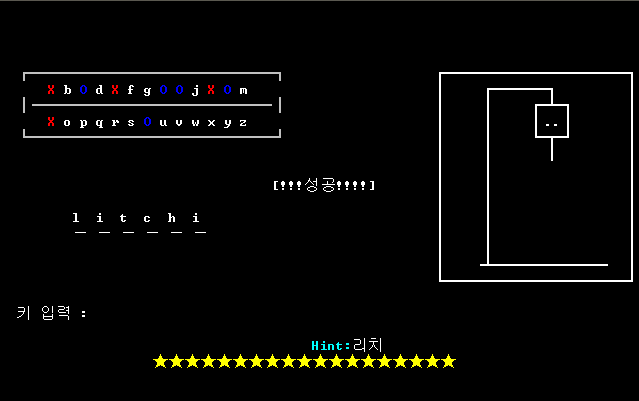 X b O d X f g O O j X O m
X o p q r s O u v w x y z
[!!!성공!!!!]
l i t c h i
키 입력 :
Hint:리치
★★★★★★★★★★★★★★★★★★★